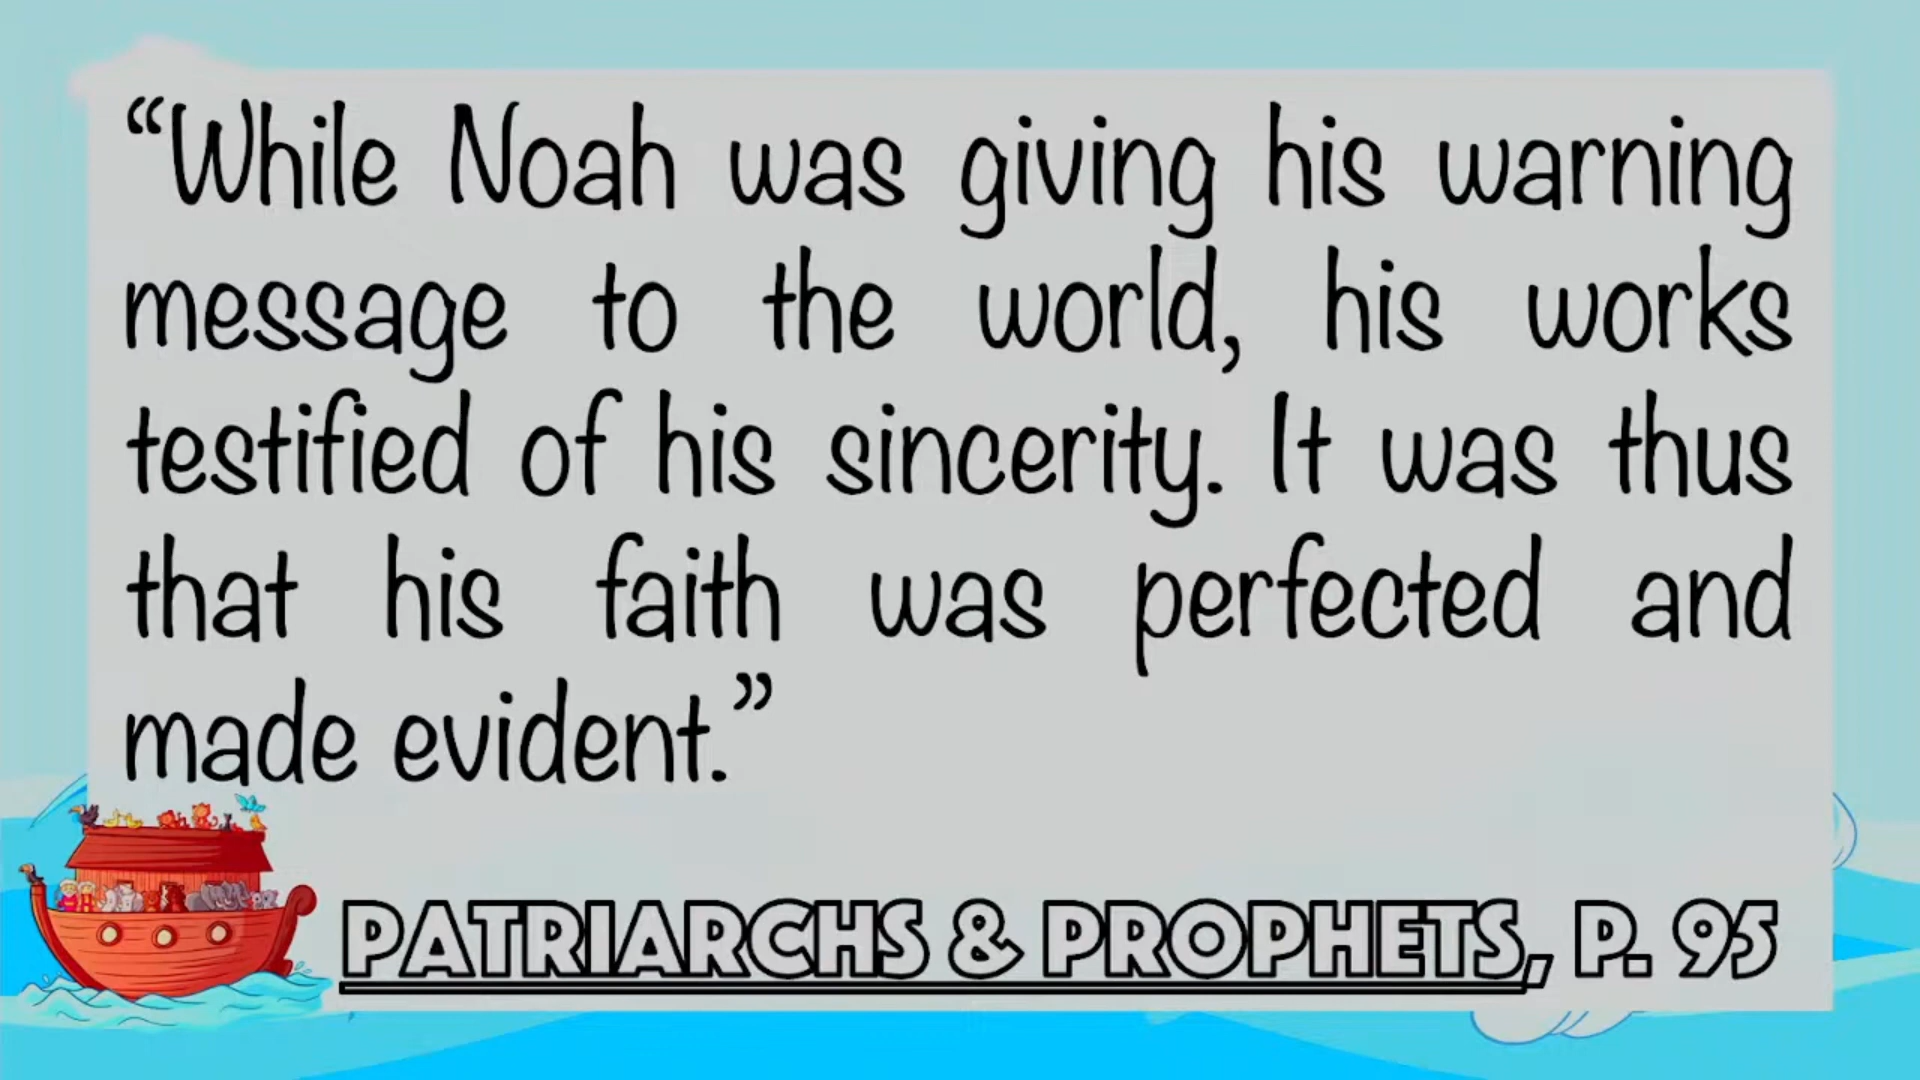 “While Noah was giving his warning
message to the world, his works
testified of his sincerity. It was thus
that his faith was perfected and
made evident.”
PATRIARCHS & PROPHETS, P. 95